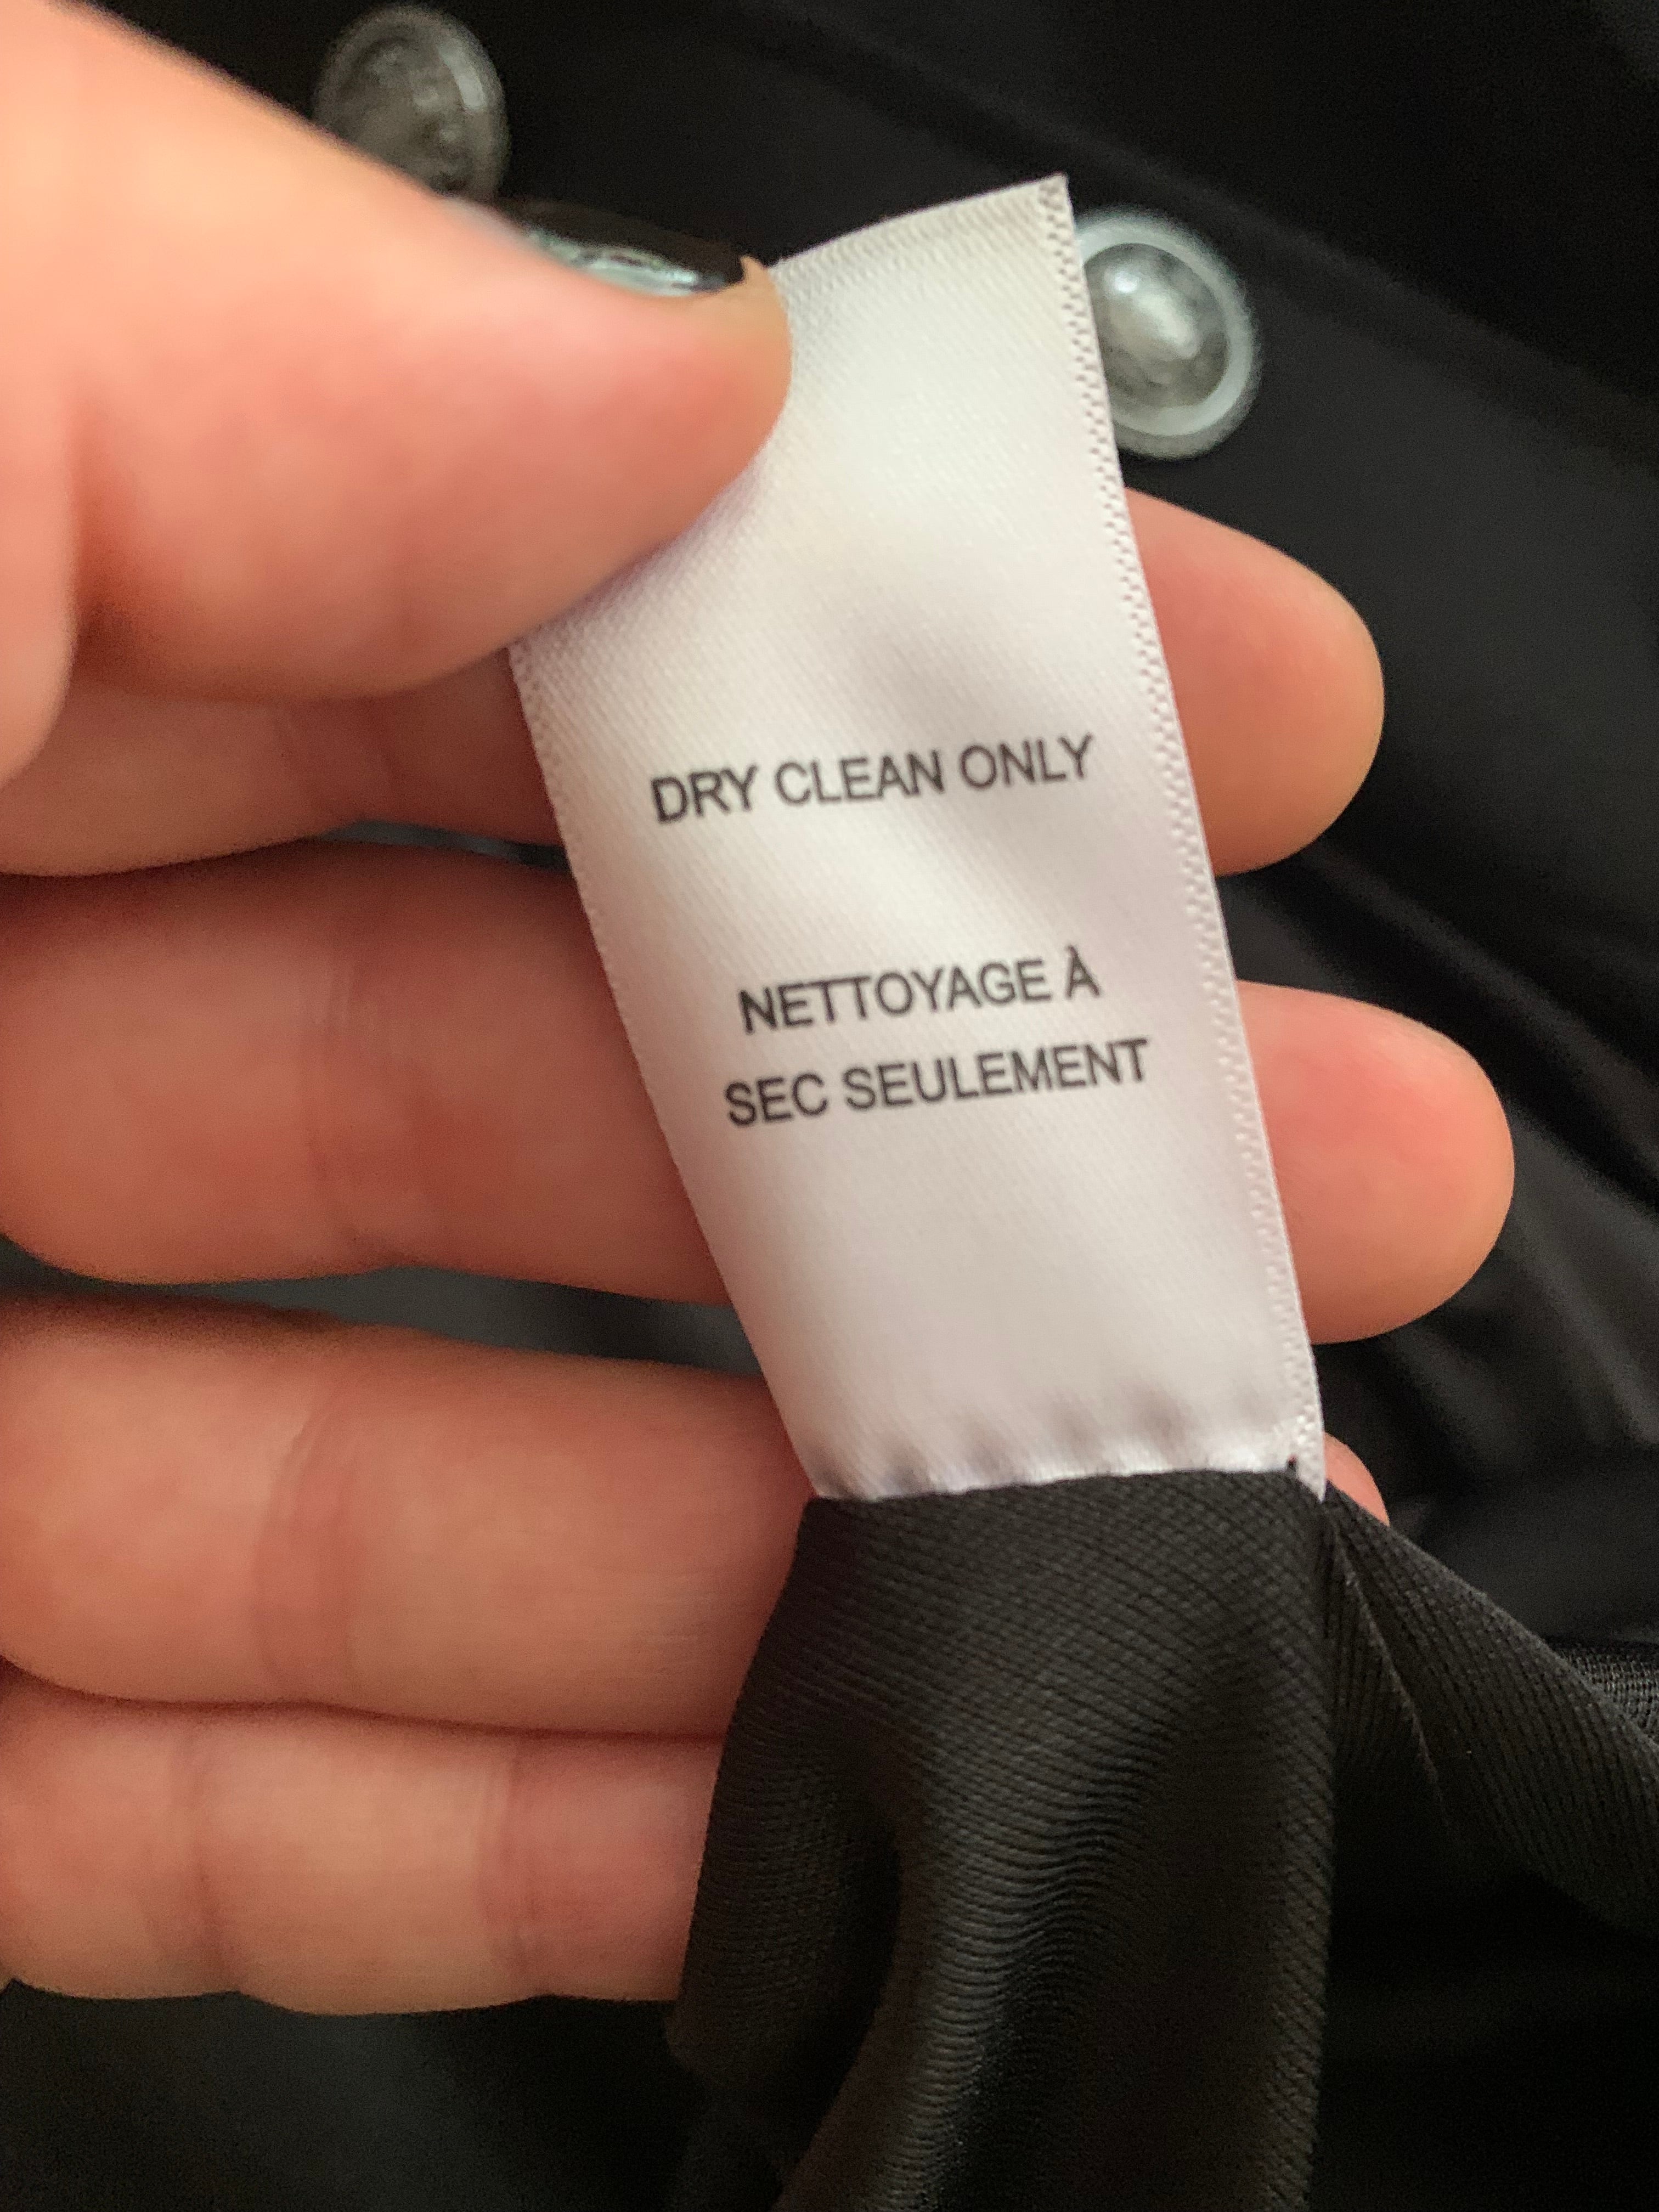 DRY CLEAN ONLY
NETTOYAGE À
SEC SEULEMENT